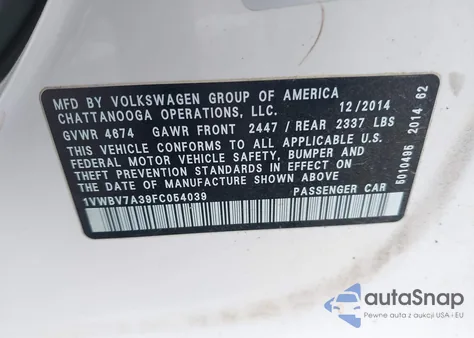 MFD BY VOLKSWAGEN GROUP OF AMERICA
CHATTANOOGA OPERATIONS, LLC. 12/2014
GVWR 4674 GAWR FRONT 2447 / REAR 2337 LBS
THIS VEHICLE CONFORMS TO ALL APPLICABLE U.S.
FEDERAL MOTOR VEHICLE SAFETY, BUMPER AND
THEFT PREVENTION STANDARDS IN EFFECT ON
THE DATE OF MANUFACTURE SHOWN ABOVE
1VWBV7A39FC054039 PASSENGER CAR
5010485 2014 62
autoSnap
Pewne auta z aukcji USA i EU